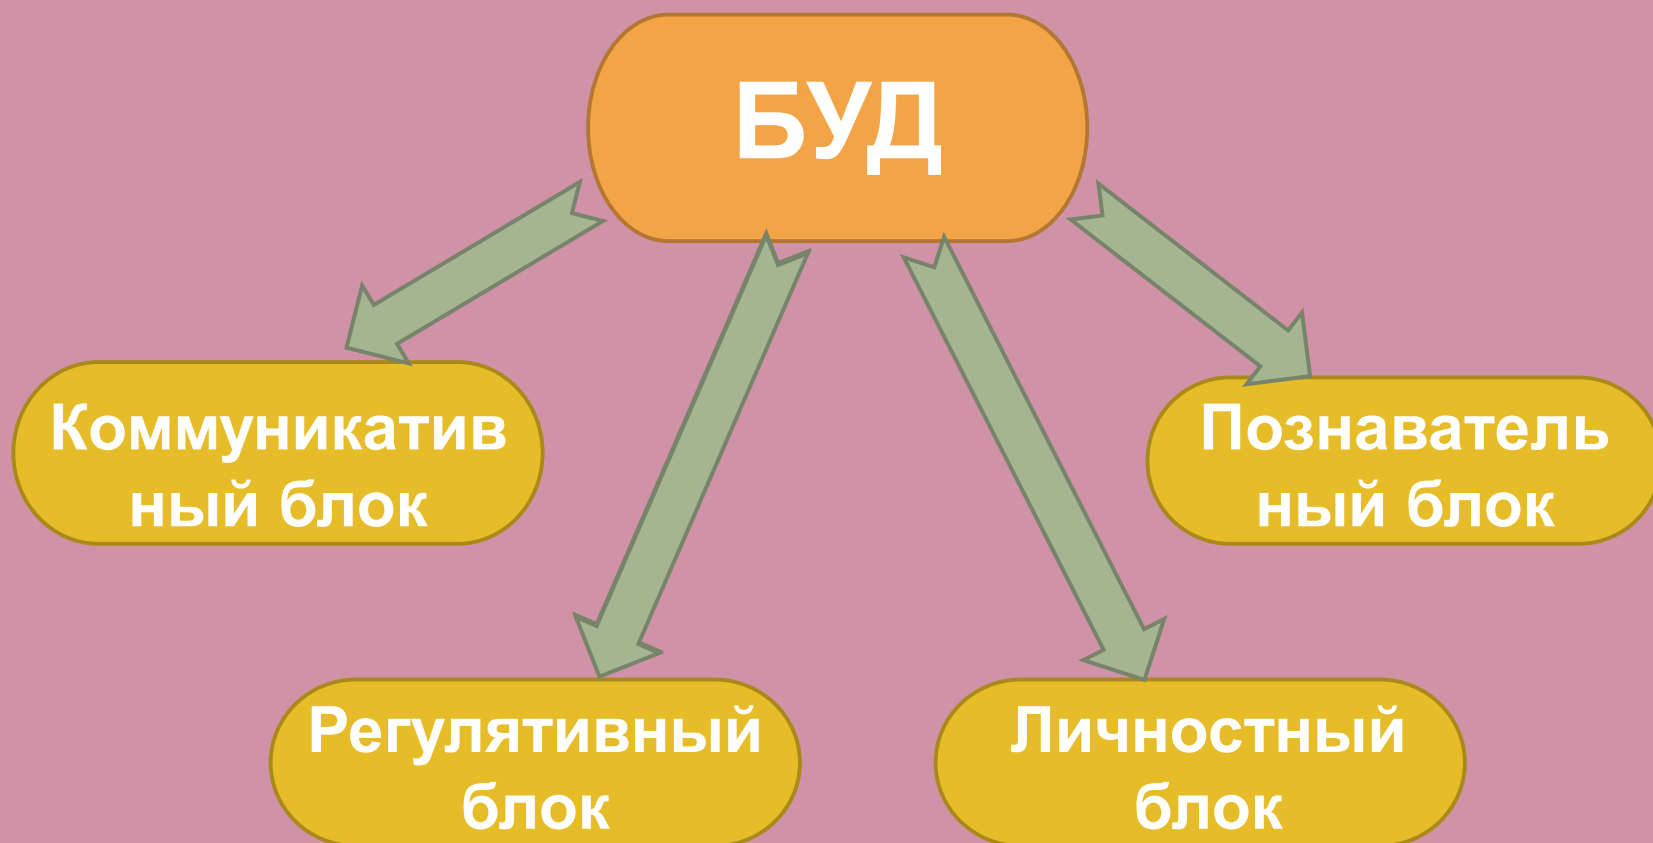 БУД
Коммуникатив
ный блок
Познаватель
ный блок
Регулятивный
блок
Личностный
блок